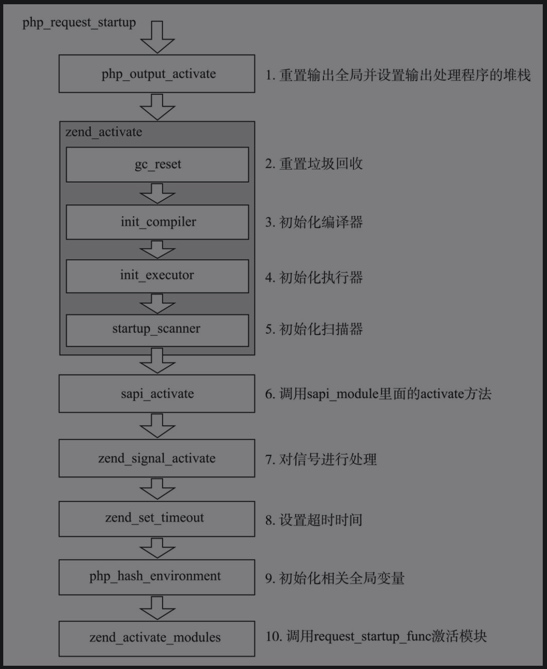 php_request_startup
php_output_activate
1. 重置输出全局并设置输出处理程序的堆栈
zend_activate
gc_reset
2. 重置垃圾回收
init_compiler
3. 初始化编译器
init_executor
4. 初始化执行器
startup_scanner
5. 初始化扫描器
sapi_activate
6. 调用sapi_module里面的activate方法
zend_signal_activate
7. 对信号进行处理
zend_set_timeout
8. 设置超时时间
php_hash_environment
9. 初始化相关全局变量
zend_activate_modules
10. 调用request_startup_func激活模块